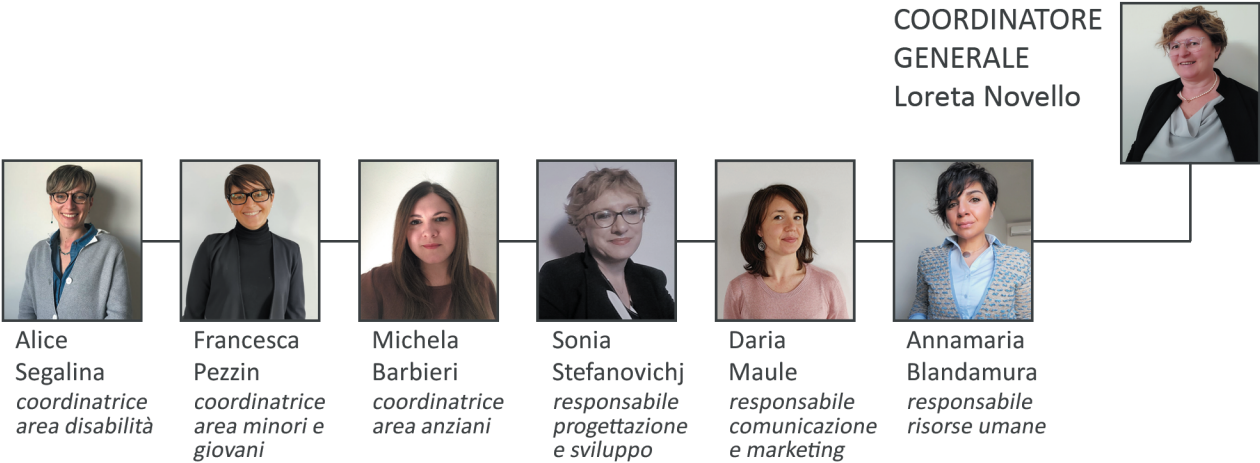 COORDINATORE
GENERALE
Loreta Novello
Alice
Segalina
coordinatrice
area disabilità
Francesca
Pezzin
coordinatrice
area minori e
giovani
Michela
Barbieri
coordinatrice
area anziani
Sonia
Stefanovichj
responsabile
progettazione
e sviluppo
Daria
Maule
responsabile
comunicazione
e marketing
Annamaria
Blandamura
responsabile
risorse umane